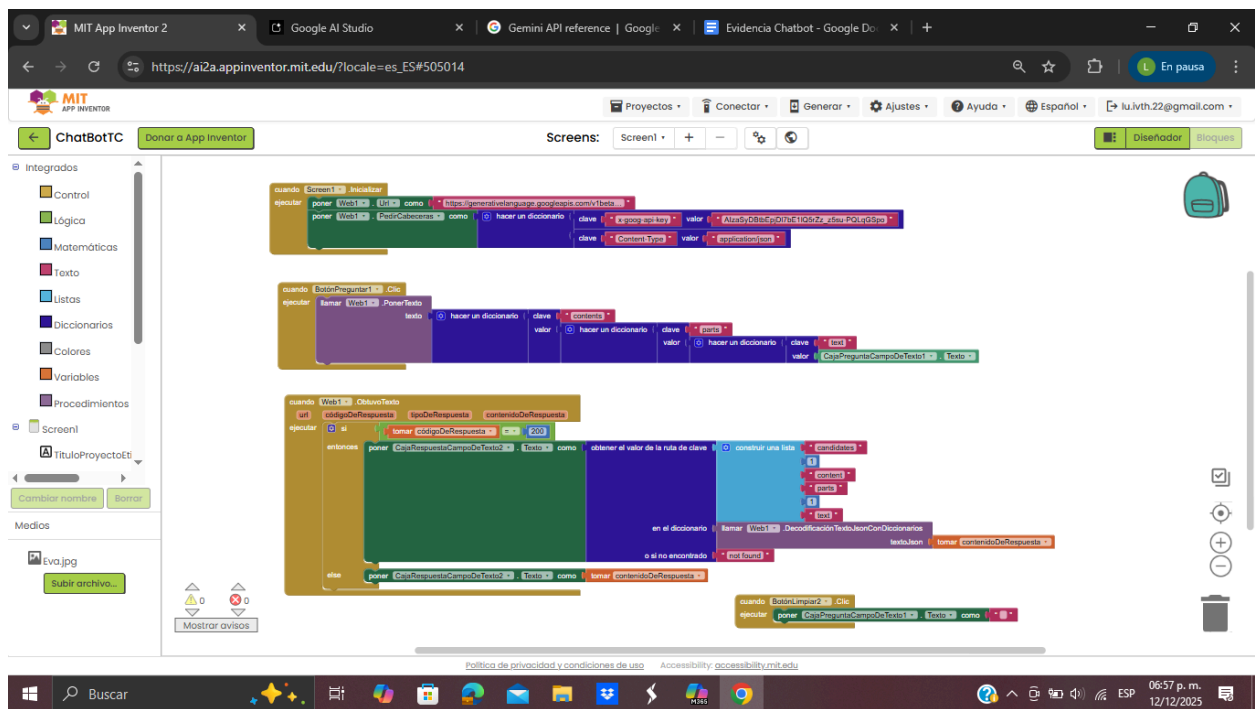 MIT App Inventor 2
Google AI Studio
Gemini API reference | Google
Evidencia Chatbot - Google Do
https://ai2a.appinventor.mit.edu/?locale=es_ES#505014
L En pausa
MIT
APP INVENTOR
Proyectos
Conectar
Generar
Ajustes
Ayuda
Español
lu.ivth.22@gmail.com
ChatBotTC
Donar a App Inventor
Screens:
Screen1
Diseñador
Bloques
Integrados
Control
Lógica
Matemáticas
Texto
Listas
Diccionarios
Colores
Variables
Procedimientos
Screen1
TituloProyectoEti
Cambiar nombre
Borrar
Medios
Eva.jpg
Subir archivo...
cuando Screen1 .Inicializar
ejecutar poner Web1 . Url como " https://generativelanguage.googleapis.com/v1beta... "
poner Web1 . PedirCabeceras como hacer un diccionario clave " x-goog-api-key " valor
clave " Content-Type " valor " application/json "
cuando BotónPreguntar1 .Clic
ejecutar llamar Web1 .PonerTexto
texto hacer un diccionario clave " contents "
valor hacer un diccionario clave " parts "
valor hacer un diccionario clave " text "
valor CajaPreguntaCampoDeTexto1 . Texto
cuando Web1 .ObtuvoTexto
url códigoDeRespuesta tipoDeRespuesta contenidoDeRespuesta
ejecutar si tomar códigoDeRespuesta = 200
entonces poner CajaRespuestaCampoDeTexto2 . Texto como obtener el valor de la ruta de clave construir una lista " candidates "
1
" content "
" parts "
1
" text "
en el diccionario llamar Web1 .DecodificaciónTextoJsonConDiccionarios
textoJson tomar contenidoDeRespuesta
o si no encontrado " not found "
else poner CajaRespuestaCampoDeTexto2 . Texto como tomar contenidoDeRespuesta
cuando BotónLimpiar2 .Clic
ejecutar poner CajaPreguntaCampoDeTexto1 . Texto como " "
0
0
Mostrar avisos
Política de privacidad y condiciones de uso
Accessibility: accessibility.mit.edu
Buscar
M365
ESP
06:57 p. m.
12/12/2025